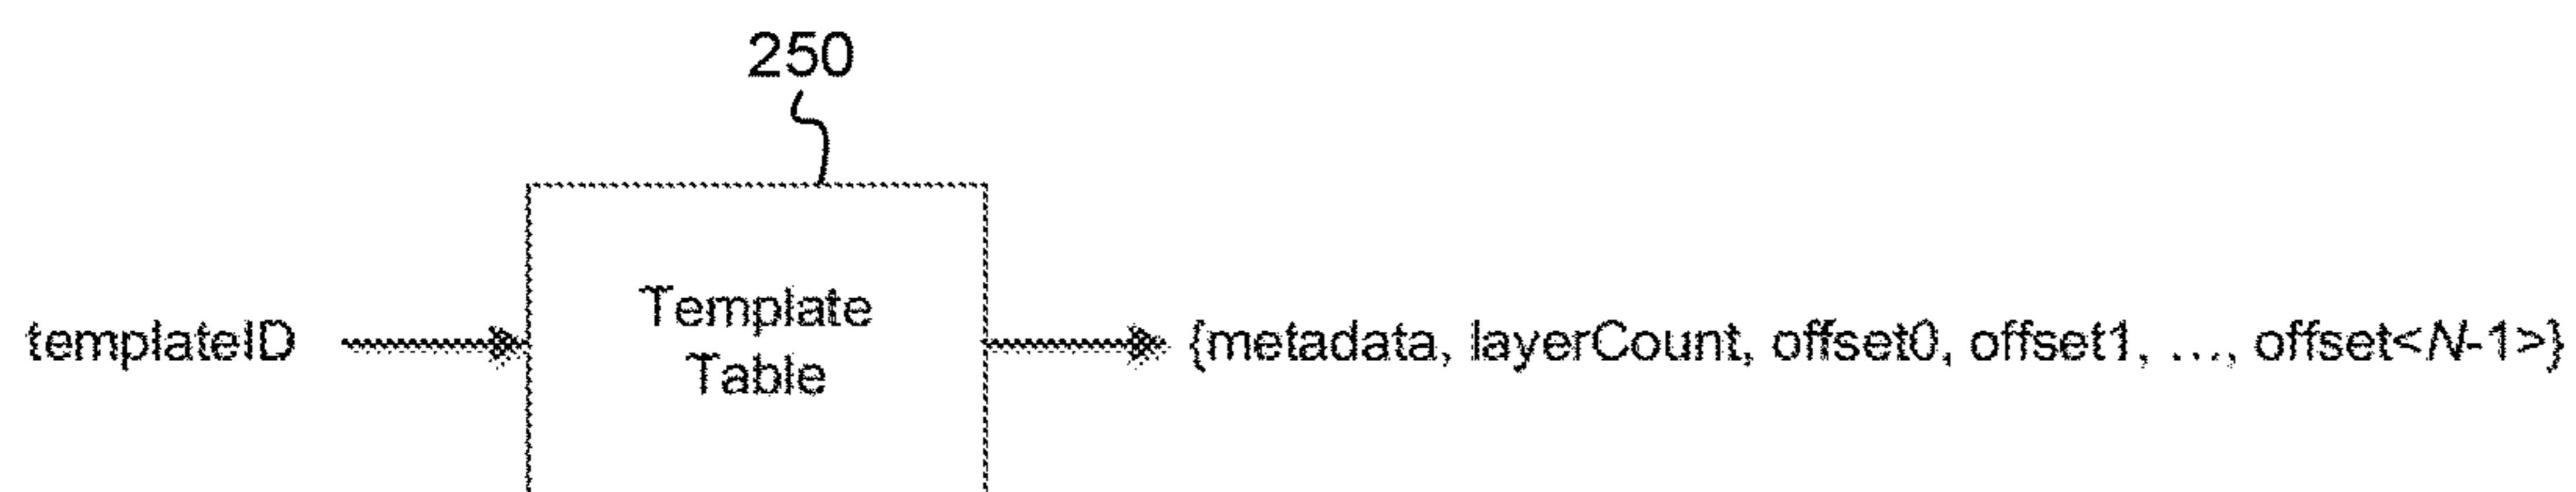 250
templateID
Template
Table
{metadata, layerCount, offset0, offset1, ..., offset<N-1>}